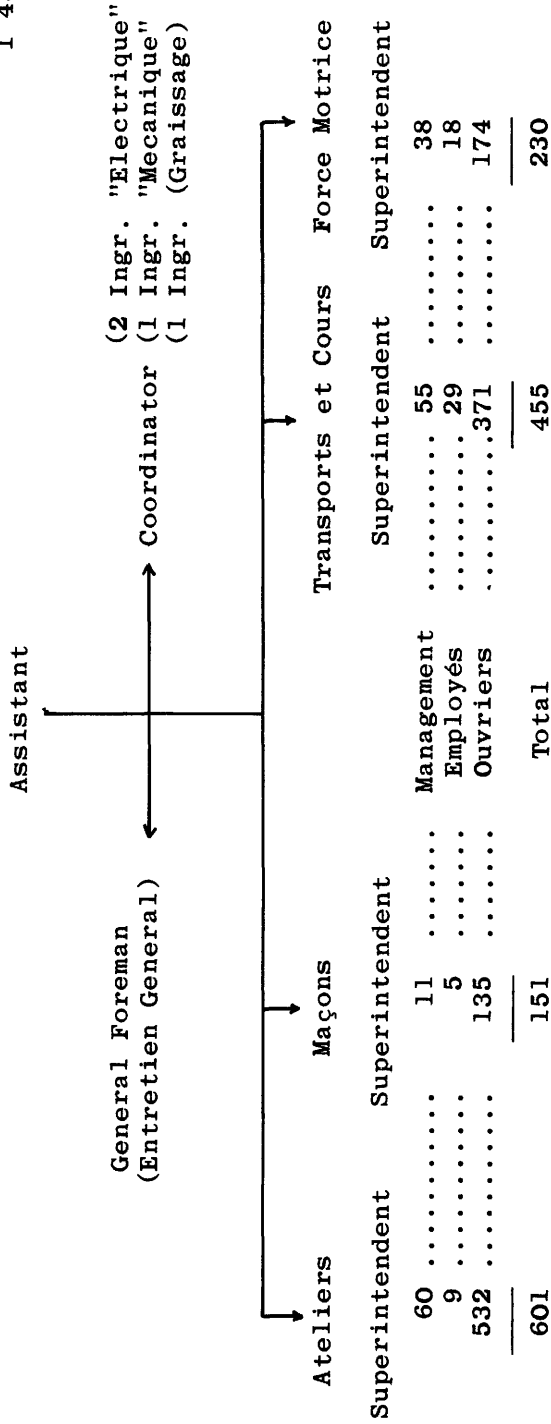 1 4
Assistant
(2 Ingr. "Electrique"
General Foreman Coordinator (1 Ingr. "Mecanique"
(Entretien General) (1 Ingr. (Graissage)
Ateliers Maçons Transports et Cours Force Motrice
Superintendent Superintendent Superintendent Superintendent
60 ............ 11 ....... Management .......... 55 ......... 38
9 ............ 5 ....... Employés .......... 29 ......... 18
532 ............ 135 ....... Ouvriers ..........371 ......... 174
601 151 Total 455 230